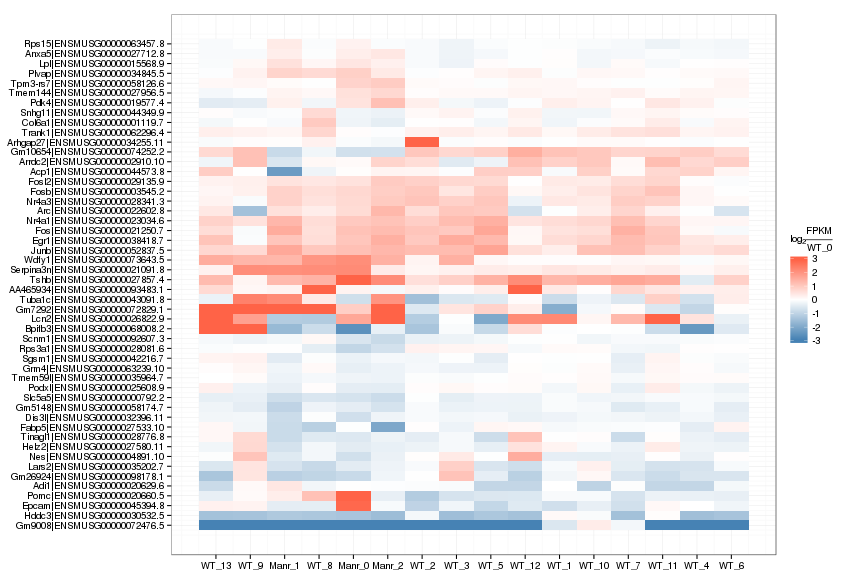 Rps15|ENSMUSG00000063457.8
Anxa5|ENSMUSG00000027712.8
Lpl|ENSMUSG00000015568.9
Plvap|ENSMUSG00000034845.5
Tpm3-rs7|ENSMUSG00000058126.6
Tmem144|ENSMUSG00000027956.5
Pdk4|ENSMUSG00000019577.4
Snhg11|ENSMUSG00000044349.9
Col6a1|ENSMUSG00000001119.7
Trank1|ENSMUSG00000062296.4
Arhgap27|ENSMUSG00000034255.11
Gm10654|ENSMUSG00000074252.2
Arrdc2|ENSMUSG00000002910.10
Acp1|ENSMUSG00000044573.8
Fosl2|ENSMUSG00000029135.9
Fosb|ENSMUSG00000003545.2
Nr4a3|ENSMUSG00000028341.3
Arc|ENSMUSG00000022602.8
Nr4a1|ENSMUSG00000023034.6
Fos|ENSMUSG00000021250.7
Egr1|ENSMUSG00000038418.7
Junb|ENSMUSG00000052837.5
Wdfy1|ENSMUSG00000073643.5
Serpina3n|ENSMUSG00000021091.8
Tshb|ENSMUSG00000027857.4
AA465934|ENSMUSG00000093483.1
Tuba1c|ENSMUSG00000043091.8
Gm7292|ENSMUSG00000072829.1
Lcn2|ENSMUSG00000026822.9
Bpifb3|ENSMUSG00000068008.2
Scnm1|ENSMUSG00000092607.3
Rps3a1|ENSMUSG00000028081.6
Sgsm1|ENSMUSG00000042216.7
Grm4|ENSMUSG00000063239.10
Tmem59l|ENSMUSG00000035964.7
Podxl|ENSMUSG00000025608.9
Slc5a5|ENSMUSG00000000792.2
Gm5148|ENSMUSG00000058174.7
Dis3l|ENSMUSG00000032396.11
Fabp5|ENSMUSG00000027533.10
Tinagl1|ENSMUSG00000028776.8
Helz2|ENSMUSG00000027580.11
Nes|ENSMUSG00000004891.10
Lars2|ENSMUSG00000035202.7
Gm26924|ENSMUSG00000098178.1
Adi1|ENSMUSG00000020629.6
Pomc|ENSMUSG00000020660.5
Epcam|ENSMUSG00000045394.8
Hddc3|ENSMUSG00000030532.5
Gm9008|ENSMUSG00000072476.5
WT_13 WT_9 Manr_1 WT_8 Manr_0 Manr_2 WT_2 WT_3 WT_5 WT_12 WT_1 WT_10 WT_7 WT_11 WT_4 WT_6
FPKM
log2
WT_0
3
2
1
0
-1
-2
-3